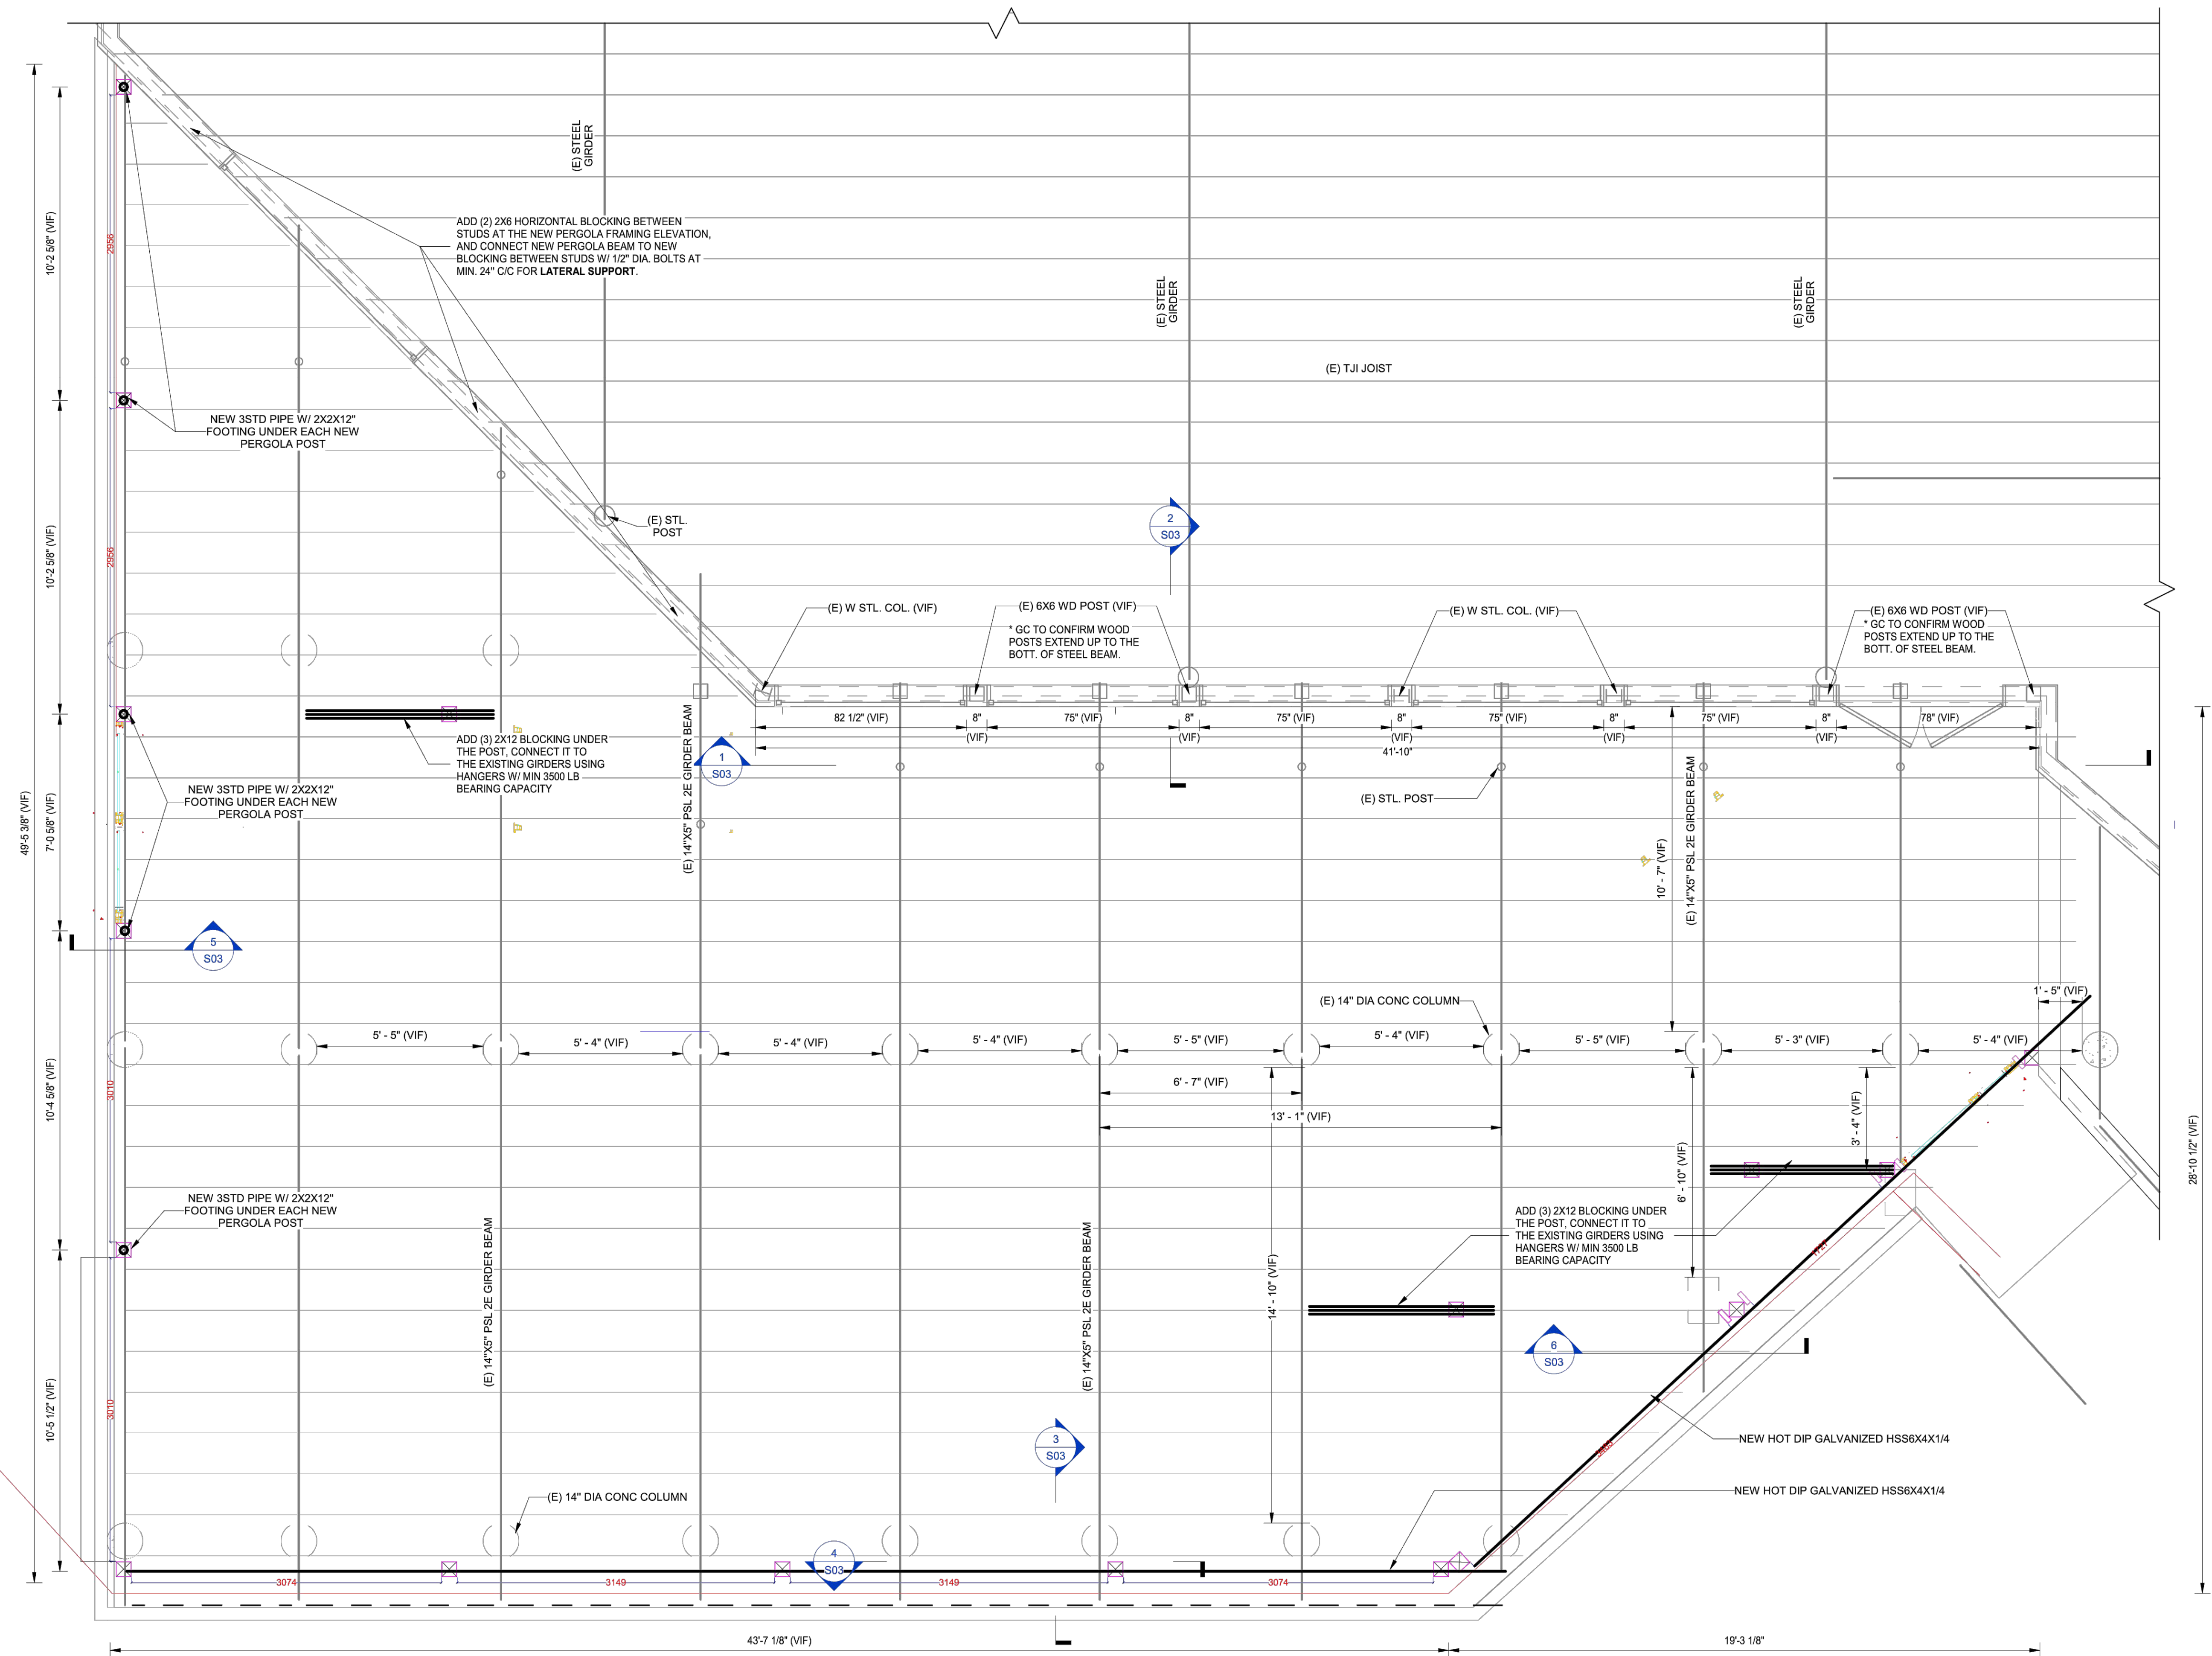 (E) STEEL
GIRDER
(E) STEEL
GIRDER
(E) STEEL
GIRDER
ADD (2) 2X6 HORIZONTAL BLOCKING BETWEEN
STUDS AT THE NEW PERGOLA FRAMING ELEVATION,
AND CONNECT NEW PERGOLA BEAM TO NEW
BLOCKING BETWEEN STUDS W/ 1/2" DIA. BOLTS AT
MIN. 24" C/C FOR LATERAL SUPPORT.
(E) TJI JOIST
49'-5 3/8" (VIF)
10'-2 5/8" (VIF)
10'-2 5/8" (VIF)
7'-0 5/8" (VIF)
10'-4 5/8" (VIF)
10'-5 1/2" (VIF)
2956
2956
3010
3010
NEW 3STD PIPE W/ 2X2X12"
FOOTING UNDER EACH NEW
PERGOLA POST
(E) STL.
POST
2
S03
(E) W STL. COL. (VIF)
(E) 6X6 WD POST (VIF)
* GC TO CONFIRM WOOD
POSTS EXTEND UP TO THE
BOTT. OF STEEL BEAM.
(E) W STL. COL. (VIF)
(E) 6X6 WD POST (VIF)
* GC TO CONFIRM WOOD
POSTS EXTEND UP TO THE
BOTT. OF STEEL BEAM.
82 1/2" (VIF)
8"
(VIF)
75" (VIF)
8"
(VIF)
75" (VIF)
8"
(VIF)
75" (VIF)
8"
(VIF)
75" (VIF)
8"
(VIF)
78" (VIF)
41'-10"
ADD (3) 2X12 BLOCKING UNDER
THE POST, CONNECT IT TO
THE EXISTING GIRDERS USING
HANGERS W/ MIN 3500 LB
BEARING CAPACITY
(E) 14"X5" PSL 2E GIRDER BEAM
1
S03
NEW 3STD PIPE W/ 2X2X12"
FOOTING UNDER EACH NEW
PERGOLA POST
(E) STL. POST
10' - 7" (VIF)
(E) 14"X5" PSL 2E GIRDER BEAM
5
S03
(E) 14" DIA CONC COLUMN
1' - 5" (VIF)
5' - 5" (VIF)
5' - 4" (VIF)
5' - 4" (VIF)
5' - 4" (VIF)
5' - 5" (VIF)
5' - 4" (VIF)
5' - 5" (VIF)
5' - 3" (VIF)
5' - 4" (VIF)
6' - 7" (VIF)
13' - 1" (VIF)
3' - 4" (VIF)
6' - 10" (VIF)
14' - 10" (VIF)
28'-10 1/2" (VIF)
NEW 3STD PIPE W/ 2X2X12"
FOOTING UNDER EACH NEW
PERGOLA POST
(E) 14"X5" PSL 2E GIRDER BEAM
(E) 14"X5" PSL 2E GIRDER BEAM
ADD (3) 2X12 BLOCKING UNDER
THE POST, CONNECT IT TO
THE EXISTING GIRDERS USING
HANGERS W/ MIN 3500 LB
BEARING CAPACITY
6
S03
3
S03
NEW HOT DIP GALVANIZED HSS6X4X1/4
NEW HOT DIP GALVANIZED HSS6X4X1/4
(E) 14" DIA CONC COLUMN
4
S03
3074
3149
3149
3074
43'-7 1/8" (VIF)
19'-3 1/8"